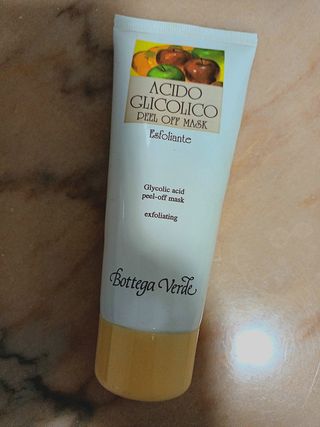 ACIDO
GLICOLICO
PEEL OFF MASK
Esfoliante
Glycolic acid
peel-off mask
exfoliating
Bottega Verde